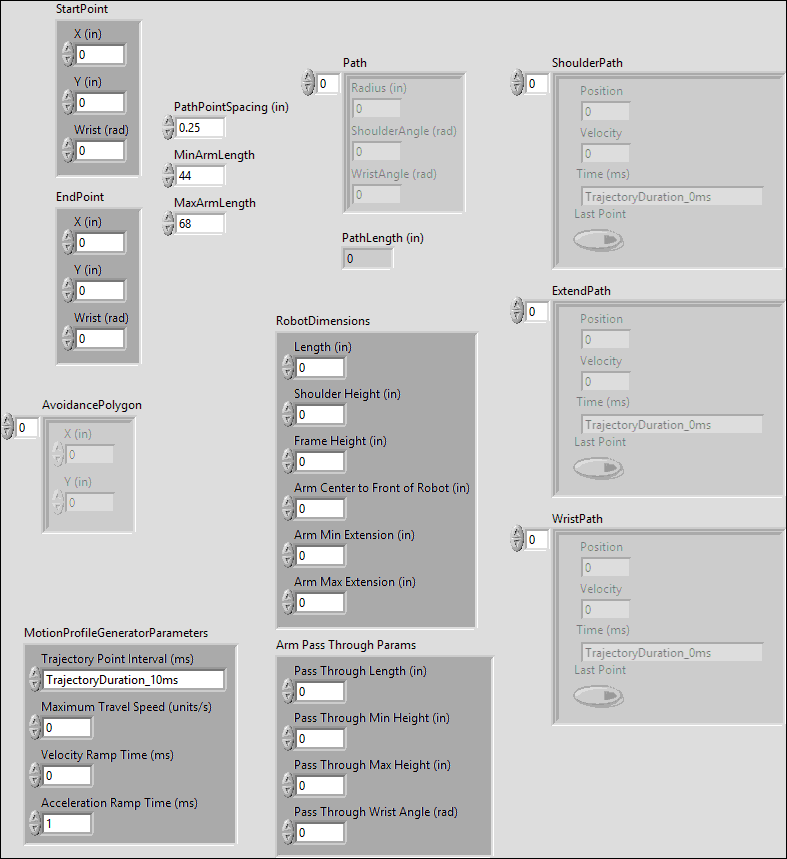 StartPoint
X (in)
0
Y (in)
0
Wrist (rad)
0
EndPoint
X (in)
0
Y (in)
0
Wrist (rad)
0
PathPointSpacing (in)
0.25
MinArmLength
44
MaxArmLength
68
Path
0
Radius (in)
0
ShoulderAngle (rad)
0
WristAngle (rad)
0
PathLength (in)
0
ShoulderPath
0
Position
0
Velocity
0
Time (ms)
TrajectoryDuration_0ms
Last Point
ExtendPath
0
Position
0
Velocity
0
Time (ms)
TrajectoryDuration_0ms
Last Point
WristPath
0
Position
0
Velocity
0
Time (ms)
TrajectoryDuration_0ms
Last Point
AvoidancePolygon
0
X (in)
0
Y (in)
0
RobotDimensions
Length (in)
0
Shoulder Height (in)
0
Frame Height (in)
0
Arm Center to Front of Robot (in)
0
Arm Min Extension (in)
0
Arm Max Extension (in)
0
MotionProfileGeneratorParameters
Trajectory Point Interval (ms)
TrajectoryDuration_10ms
Maximum Travel Speed (units/s)
0
Velocity Ramp Time (ms)
0
Acceleration Ramp Time (ms)
1
Arm Pass Through Params
Pass Through Length (in)
0
Pass Through Min Height (in)
0
Pass Through Max Height (in)
0
Pass Through Wrist Angle (rad)
0